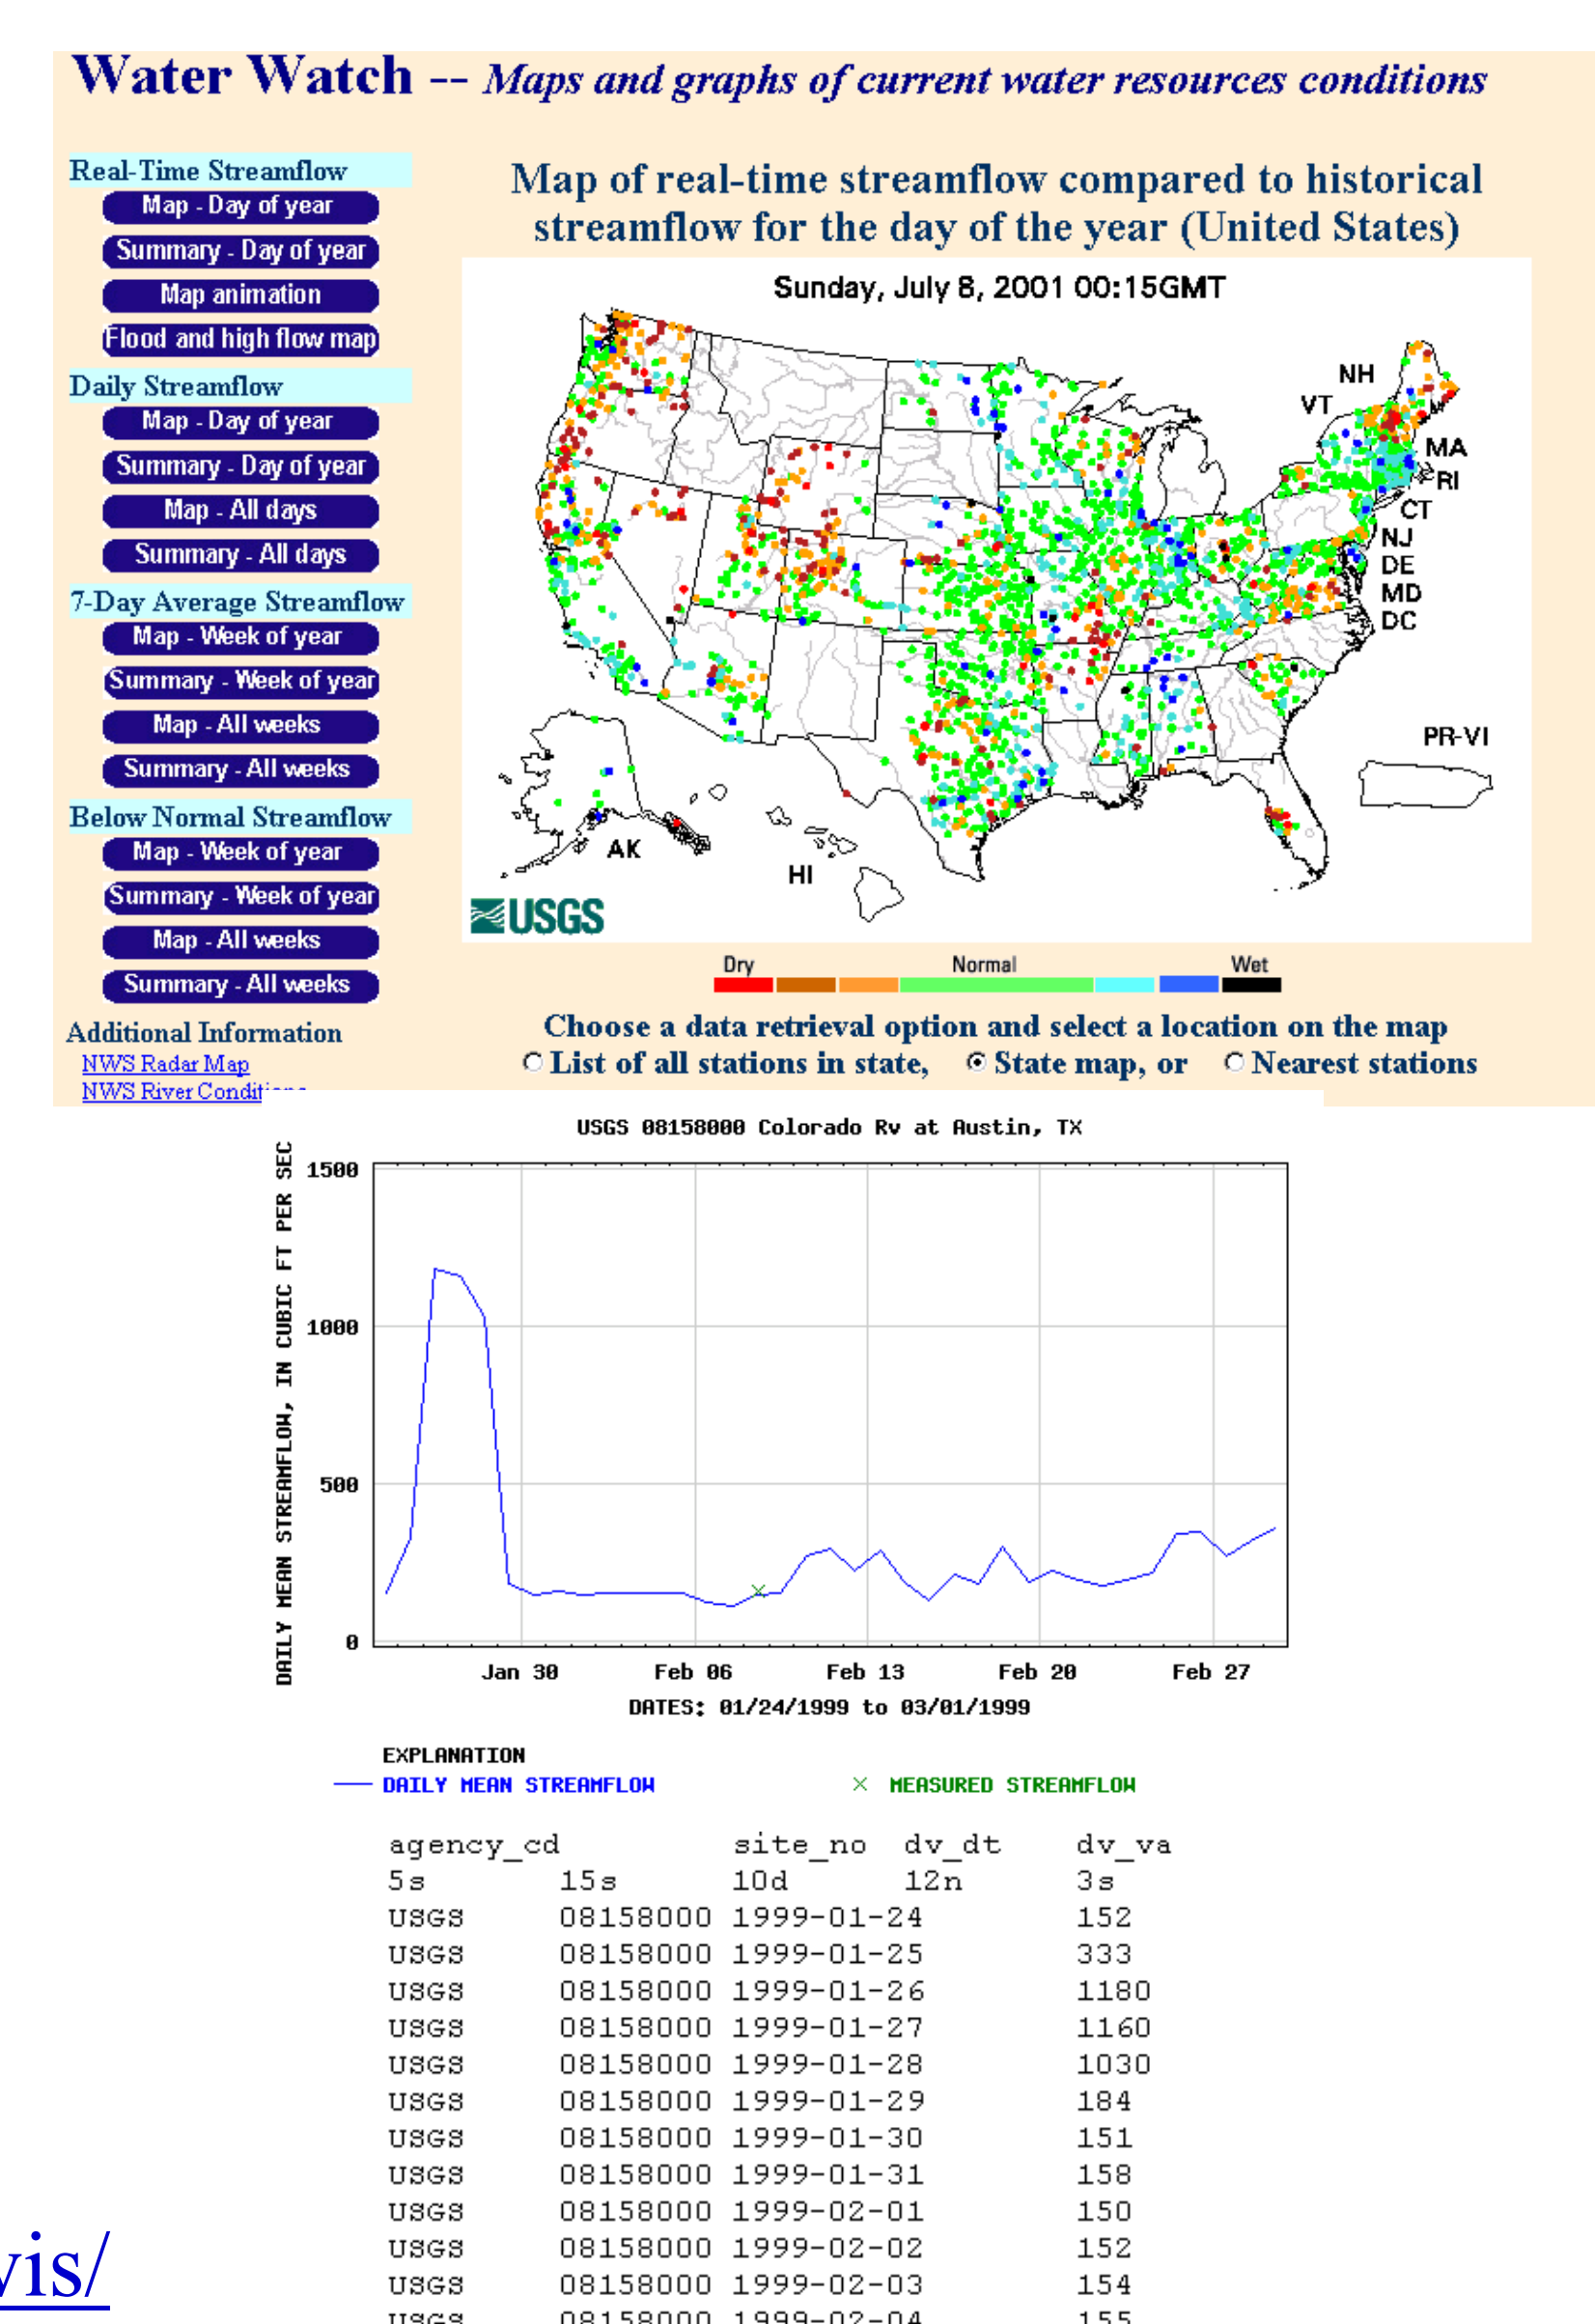 Water Watch -- Maps and graphs of current water resources conditions
Real-Time Streamflow
Map - Day of year
Summary - Day of year
Map animation
Flood and high flow map
Daily Streamflow
Map - Day of year
Summary - Day of year
Map - All days
Summary - All days
7-Day Average Streamflow
Map - Week of year
Summary - Week of year
Map - All weeks
Summary - All weeks
Below Normal Streamflow
Map - Week of year
Summary - Week of year
Map - All weeks
Summary - All weeks
Additional Information
NWS Radar Map
NWS River Conditions
Map of real-time streamflow compared to historical
streamflow for the day of the year (United States)
Sunday, July 8, 2001 00:15GMT
NH
VT
MA
RI
CT
NJ
DE
MD
DC
PR-VI
AK
HI
USGS
Dry Normal Wet
Choose a data retrieval option and select a location on the map
List of all stations in state, State map, or Nearest stations
USGS 08158000 Colorado Rv at Austin, TX
DAILY MEAN STREAMFLOW, IN CUBIC FT PER SEC
1500
1000
500
0
Jan 30 Feb 06 Feb 13 Feb 20 Feb 27
DATES: 01/24/1999 to 03/01/1999
EXPLANATION
DAILY MEAN STREAMFLOW × MEASURED STREAMFLOW
agency_cd site_no dv_dt dv_va
5s 15s 10d 12n 3s
USGS 08158000 1999-01-24 152
USGS 08158000 1999-01-25 333
USGS 08158000 1999-01-26 1180
USGS 08158000 1999-01-27 1160
USGS 08158000 1999-01-28 1030
USGS 08158000 1999-01-29 184
USGS 08158000 1999-01-30 151
USGS 08158000 1999-01-31 158
USGS 08158000 1999-02-01 150
USGS 08158000 1999-02-02 152
USGS 08158000 1999-02-03 154
USGS 08158000 1999-02-04 155
vis/